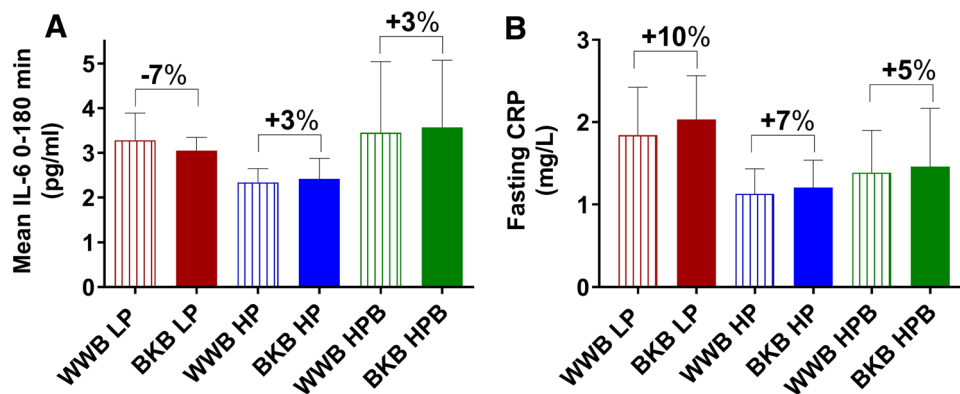 A
Mean IL-6 0-180 min
(pg/ml)
5
4
3
2
1
0
-7%
+3%
+3%
WWB LP
BKB LP
WWB HP
BKB HP
WWB HPB
BKB HPB
B
Fasting CRP
(mg/L)
3
2
1
0
+10%
+7%
+5%
WWB LP
BKB LP
WWB HP
BKB HP
WWB HPB
BKB HPB